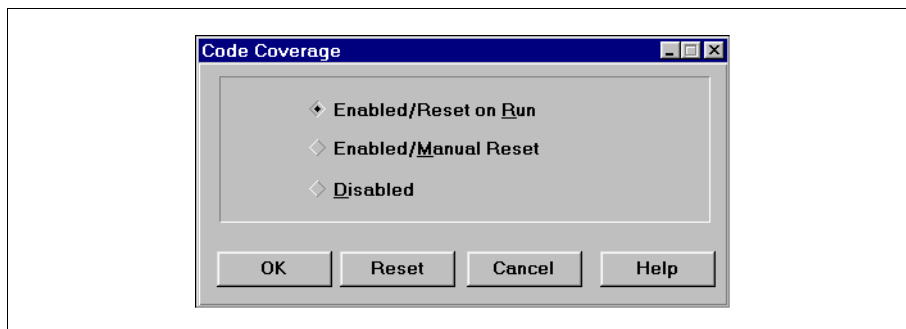 Code Coverage
Enabled/Reset on Run
Enabled/Manual Reset
Disabled
OK Reset Cancel Help